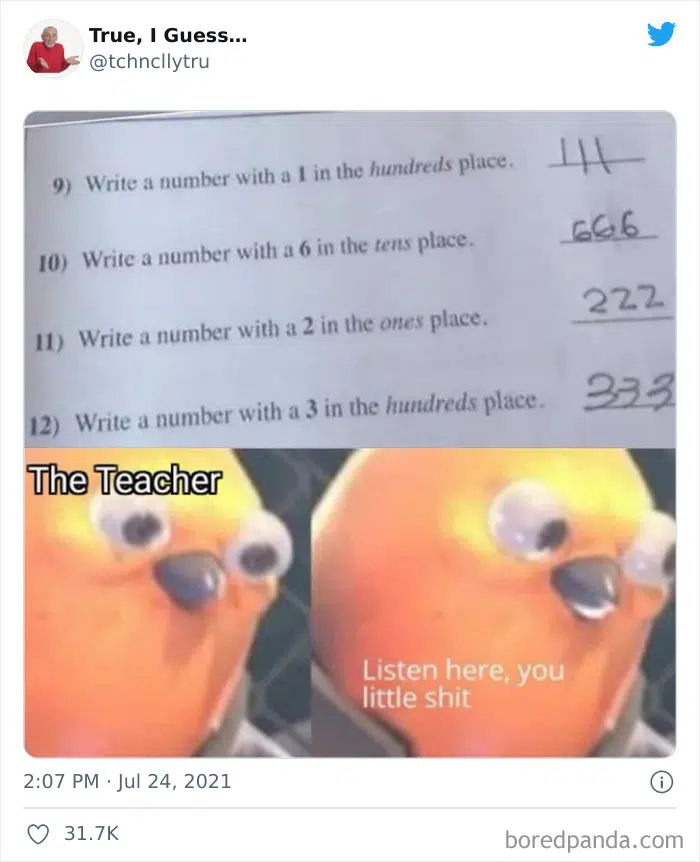 True, I Guess...
@tchncllytru
9) Write a number with a 1 in the hundreds place. 111
10) Write a number with a 6 in the tens place. 666
11) Write a number with a 2 in the ones place. 222
12) Write a number with a 3 in the hundreds place. 333
The Teacher
Listen here, you
little shit
2:07 PM · Jul 24, 2021
31.7K
boredpanda.com